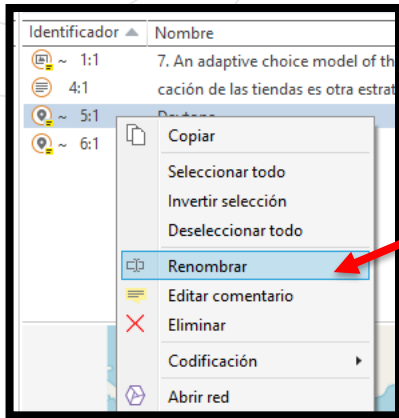 Identificador Nombre
~ 1:1 7. An adaptive choice model of th
4:1 cación de las tiendas es otra estrat
~ 5:1
~ 6:1
Copiar
Seleccionar todo
Invertir selección
Deseleccionar todo
Renombrar
Editar comentario
Eliminar
Codificación
Abrir red